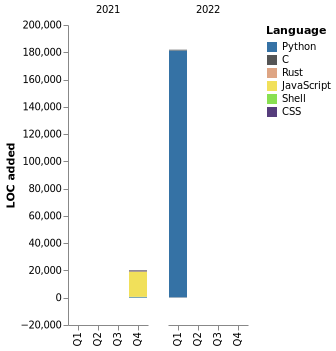 2021 2022
Language
Python
C
Rust
JavaScript
Shell
CSS
LOC added
200,000
180,000
160,000
140,000
120,000
100,000
80,000
60,000
40,000
20,000
0
−20,000
Q1 Q2 Q3 Q4 Q1 Q2 Q3 Q4